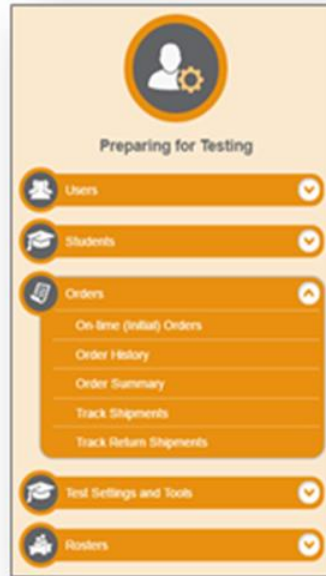 Preparing for Testing
Users
Students
Orders
On-time (Initial) Orders
Order History
Order Summary
Track Shipments
Track Return Shipments
Test Settings and Tools
Rosters